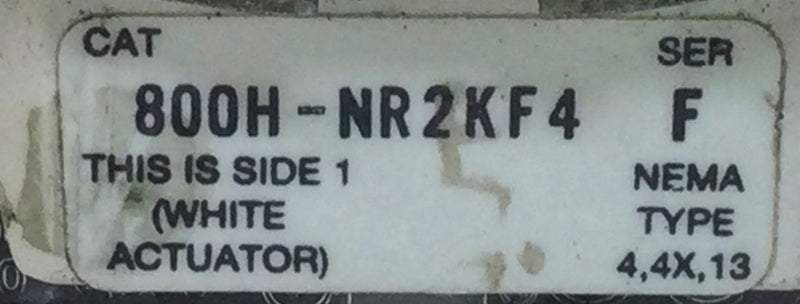 CAT SER
800H-NR2KF4 F
THIS IS SIDE 1 NEMA
(WHITE TYPE
ACTUATOR) 4,4X,13